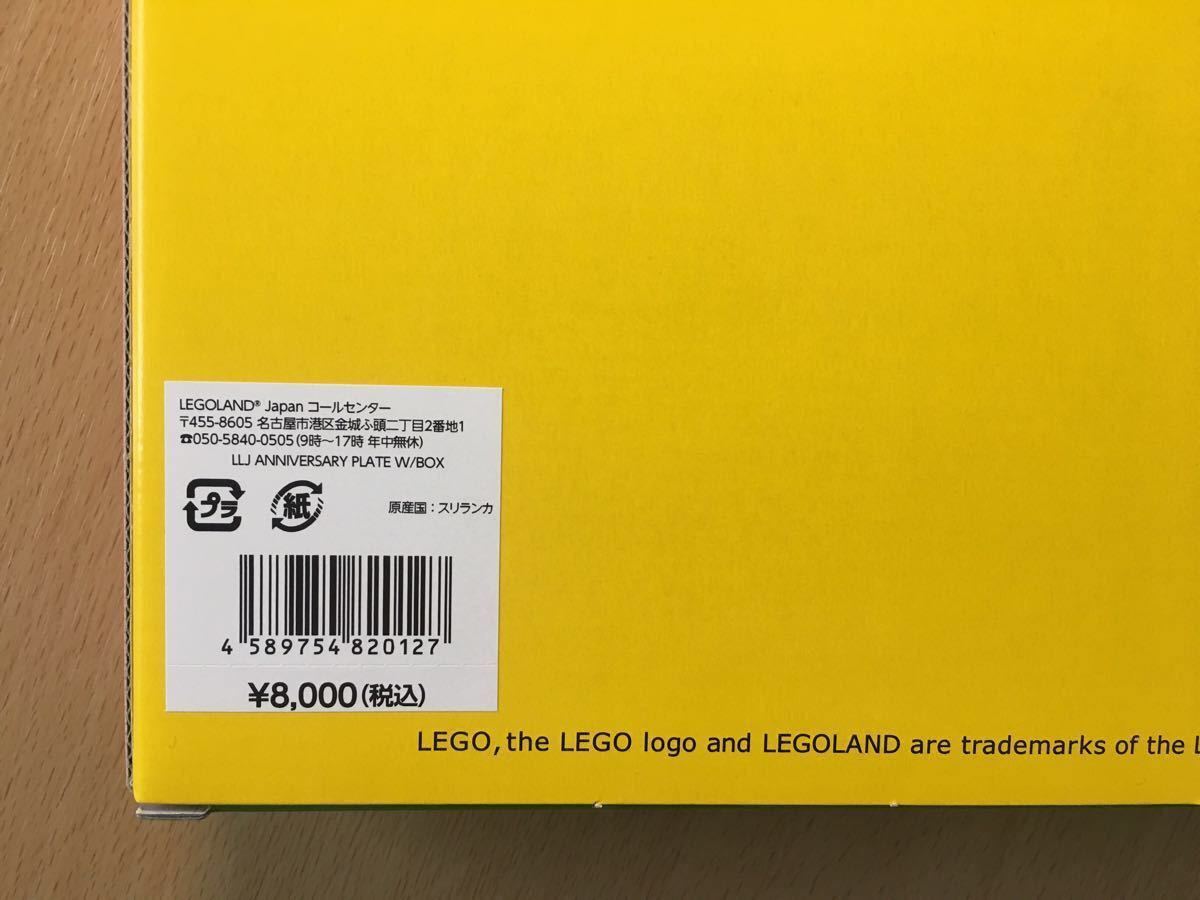 LEGOLAND® Japan コールセンター
〒455-8605 名古屋市港区金城ふ頭二丁目2番地1
☎050-5840-0505(9時～17時 年中無休)
LLJ ANNIVERSARY PLATE W/BOX
プラ 紙 原産国：スリランカ
4 589754 820127
¥8,000(税込)
LEGO, the LEGO logo and LEGOLAND are trademarks of the